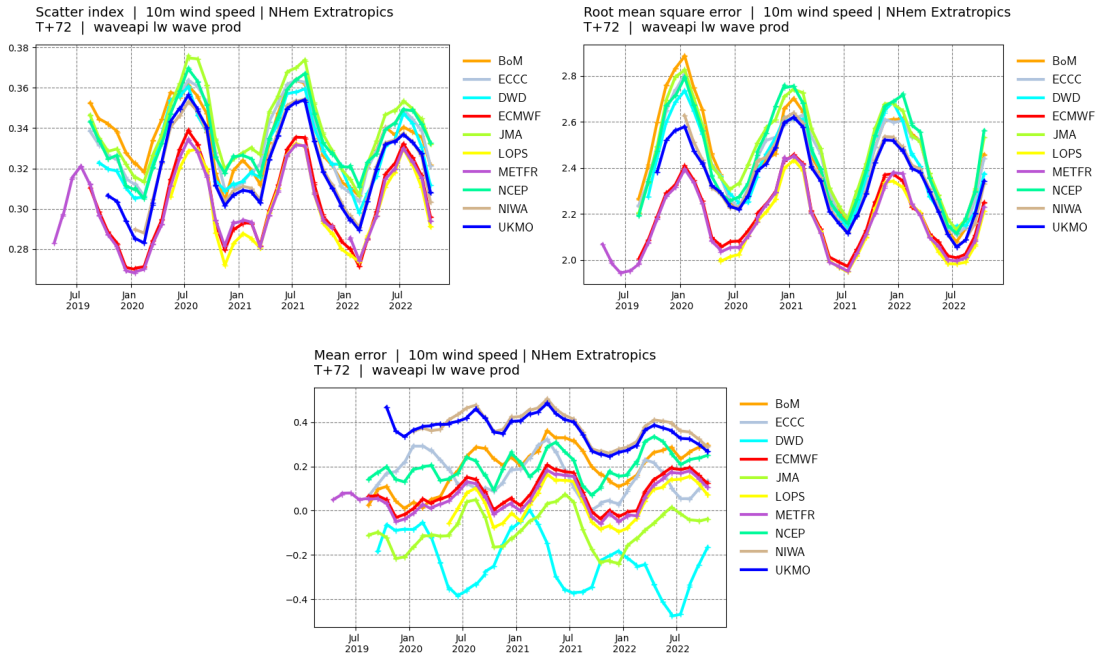 Scatter index | 10m wind speed | NHem Extratropics
T+72 | waveapi lw wave prod
0.38
0.36
0.34
0.32
0.30
0.28
Jul
2019
Jan
2020
Jul
2020
Jan
2021
Jul
2021
Jan
2022
Jul
2022
BoM
ECCC
DWD
ECMWF
JMA
LOPS
METFR
NCEP
NIWA
UKMO
Root mean square error | 10m wind speed | NHem Extratropics
T+72 | waveapi lw wave prod
2.8
2.6
2.4
2.2
2.0
Jul
2019
Jan
2020
Jul
2020
Jan
2021
Jul
2021
Jan
2022
Jul
2022
BoM
ECCC
DWD
ECMWF
JMA
LOPS
METFR
NCEP
NIWA
UKMO
Mean error | 10m wind speed | NHem Extratropics
T+72 | waveapi lw wave prod
0.4
0.2
0.0
−0.2
−0.4
Jul
2019
Jan
2020
Jul
2020
Jan
2021
Jul
2021
Jan
2022
Jul
2022
BoM
ECCC
DWD
ECMWF
JMA
LOPS
METFR
NCEP
NIWA
UKMO